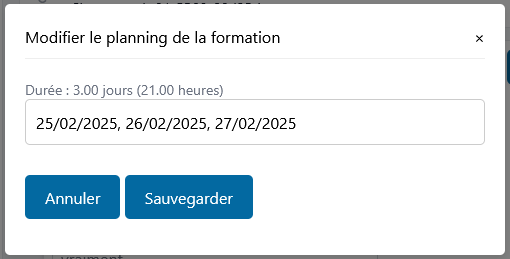 Modifier le planning de la formation ×
Durée : 3.00 jours (21.00 heures)
25/02/2025, 26/02/2025, 27/02/2025
Annuler Sauvegarder
vraiment